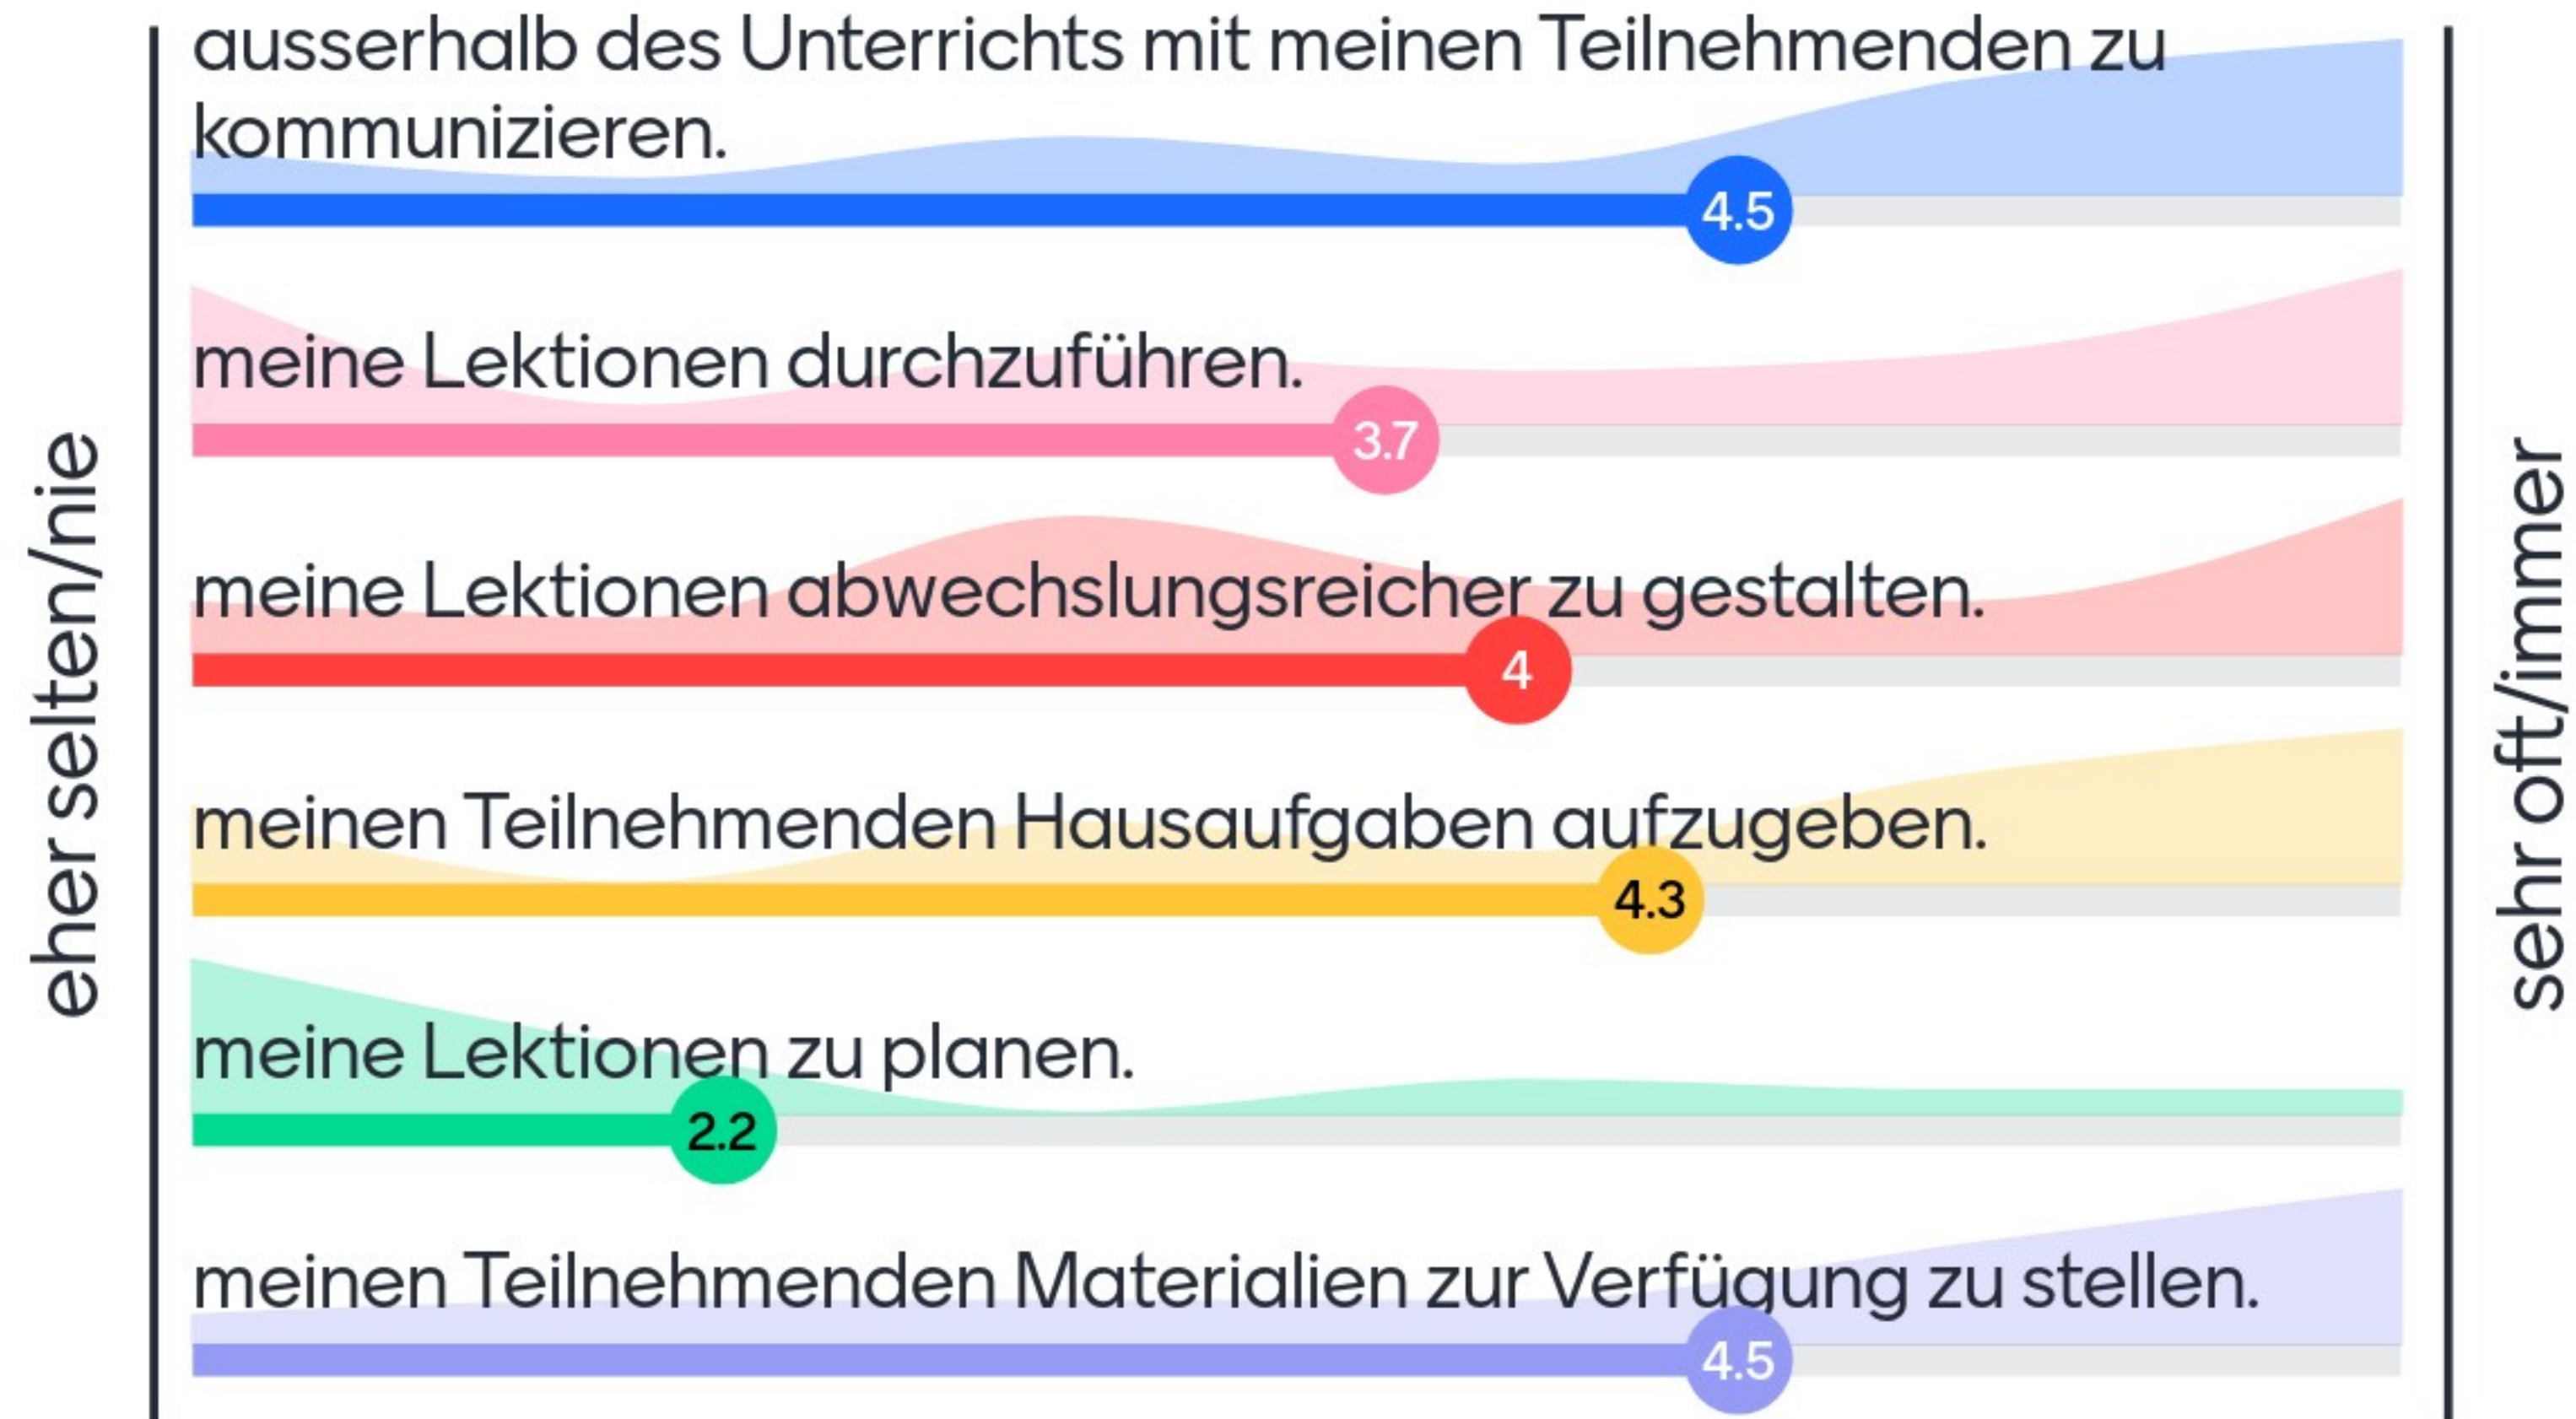 ausserhalb des Unterrichts mit meinen Teilnehmenden zu
kommunizieren.
4.5
meine Lektionen durchzuführen.
3.7
meine Lektionen abwechslungsreicher zu gestalten.
4
meinen Teilnehmenden Hausaufgaben aufzugeben.
4.3
meine Lektionen zu planen.
2.2
meinen Teilnehmenden Materialien zur Verfügung zu stellen.
4.5
eher selten/nie
sehr oft/immer